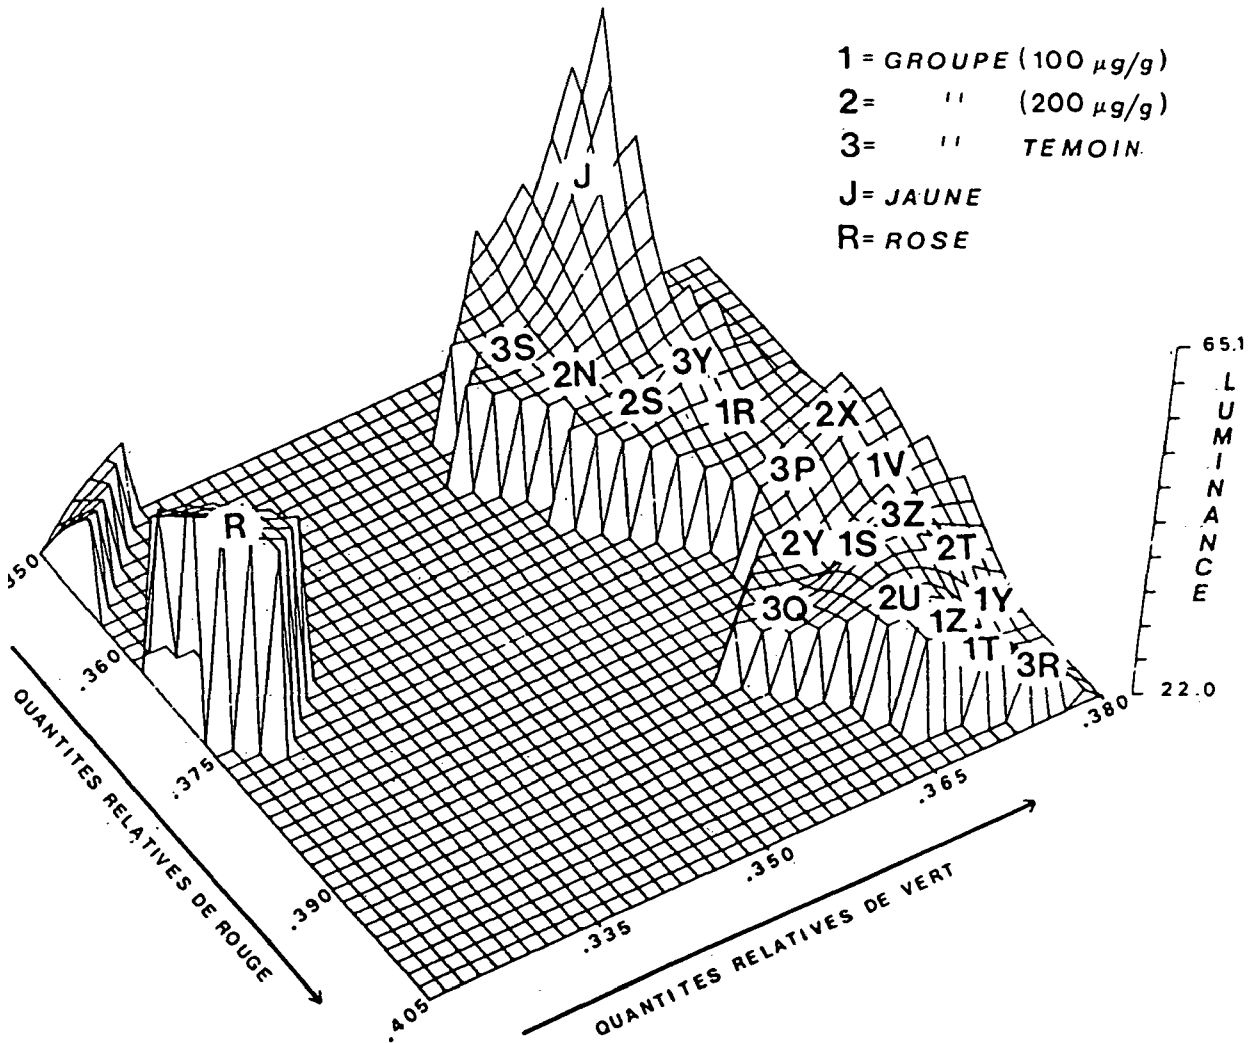 1 = GROUPE (100 µg/g)
2 = " (200 µg/g)
3 = " TEMOIN
J = JAUNE
R = ROSE
J
3S
2N
3Y
2S
1R
2X
3P
1V
3Z
2Y 1S
2T
3Q
2U
1Y
1Z
1T
3R
R
65.1
LUMINANCE
22.0
.350
.360
.375
.390
.405
QUANTITES RELATIVES DE ROUGE
.335
.350
.365
.380
QUANTITES RELATIVES DE VERT